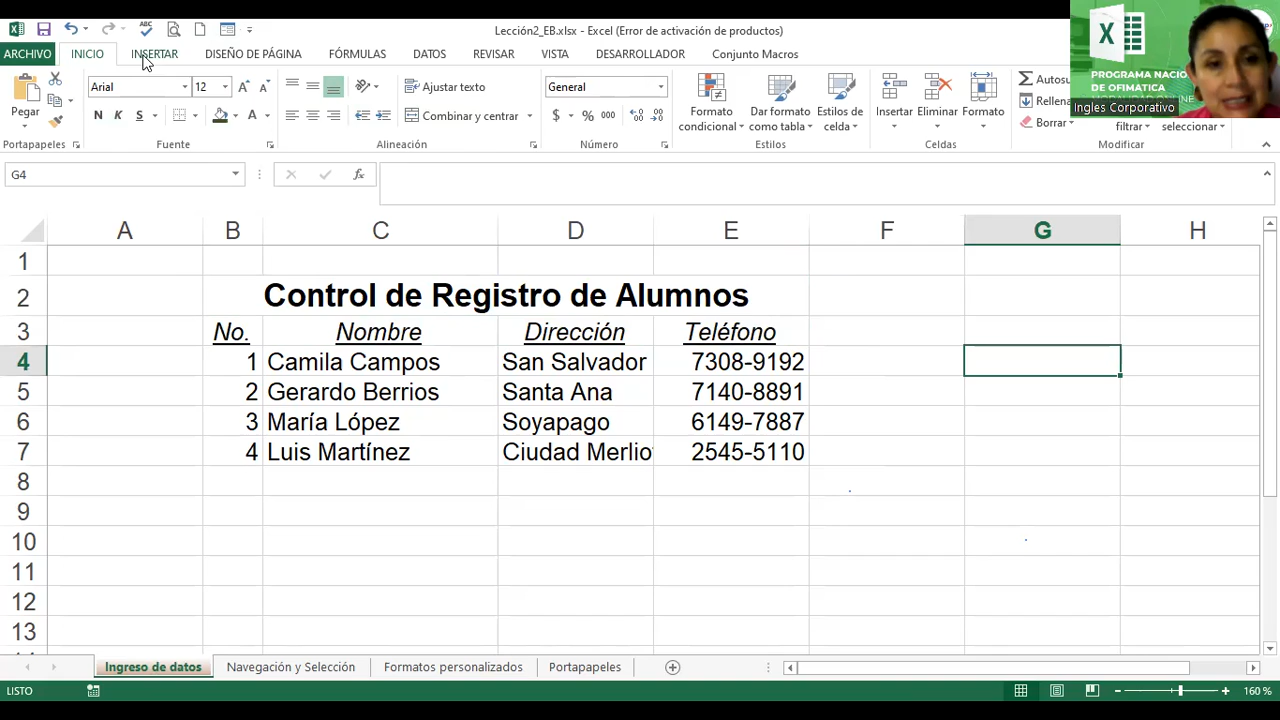 Lección2_EB.xlsx - Excel (Error de activación de productos)
ARCHIVO INICIO INSERTAR DISEÑO DE PÁGINA FÓRMULAS DATOS REVISAR VISTA DESARROLLADOR Conjunto Macros
PROGRAMA NACIO
DE OFIMATICA
Ingles Corporativo
Pegar
Arial 12
N K S
Ajustar texto
Combinar y centrar
General
$ % 000
Formato condicional
Dar formato como tabla
Estilos de celda
Insertar Eliminar Formato
Autosu
Rellena
Borrar
filtrar seleccionar
Portapapeles Fuente Alineación Número Estilos Celdas Modificar
G4 fx
A B C D E F G H
1
2 Control de Registro de Alumnos
3 No. Nombre Dirección Teléfono
4 1 Camila Campos San Salvador 7308-9192
5 2 Gerardo Berrios Santa Ana 7140-8891
6 3 María López Soyapago 6149-7887
7 4 Luis Martínez Ciudad Merlio 2545-5110
8
9
10
11
12
13
Ingreso de datos Navegación y Selección Formatos personalizados Portapapeles
LISTO 160 %